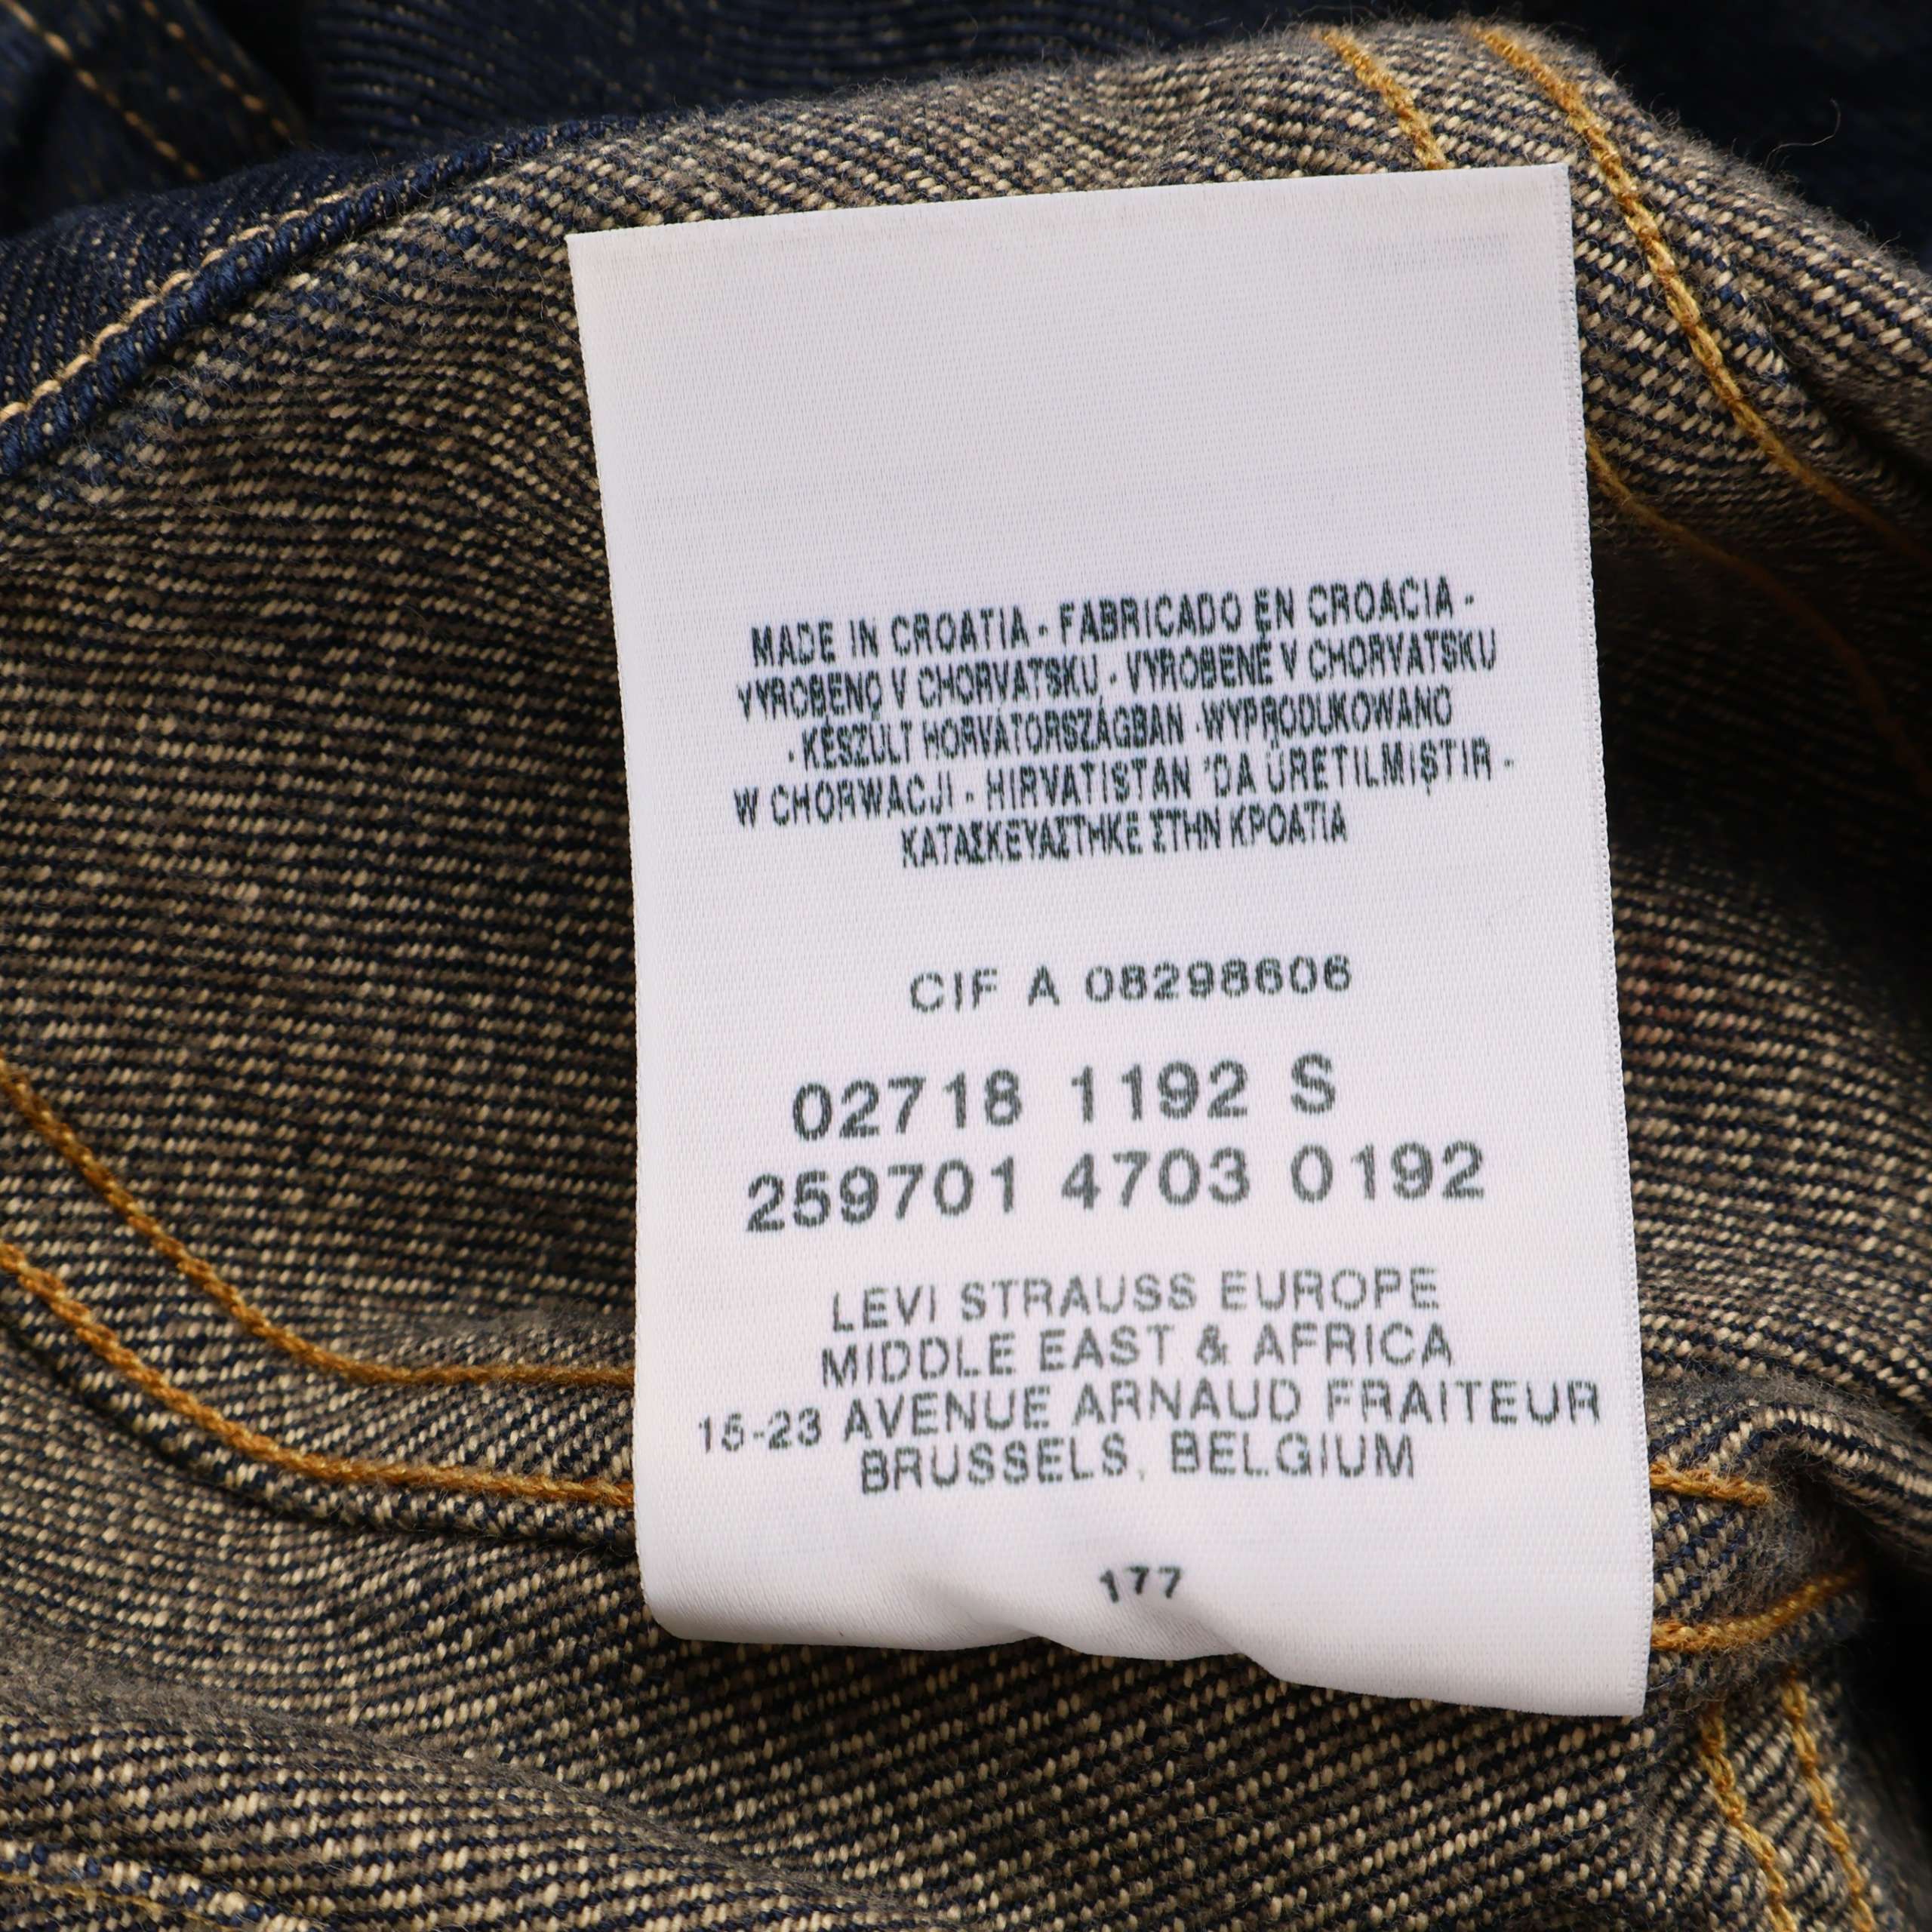 MADE IN CROATIA - FABRICADO EN CROACIA -
VYROBENO V CHORVATSKU - VYROBENÉ V CHORVATSKU
- KÉSZÜLT HORVÁTORSZÁGBAN - WYPRODUKOWANO
W CHORWACJI - HIRVATISTAN 'DA ÜRETILMIŞTIR -
ΚΑΤΑΣΚΕΥΑΣΤΗΚΕ ΣΤΗΝ ΚΡΟΑΤΙΑ
CIF A 08298606
02718 1192 S
259701 4703 0192
LEVI STRAUSS EUROPE
MIDDLE EAST & AFRICA
15-23 AVENUE ARNAUD FRAITEUR
BRUSSELS, BELGIUM
177